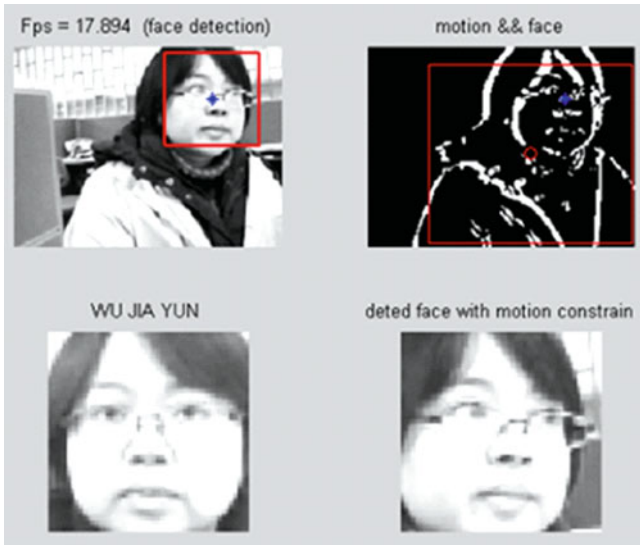 Fps = 17.894 (face detection)
motion && face
WU JIA YUN
deted face with motion constrain